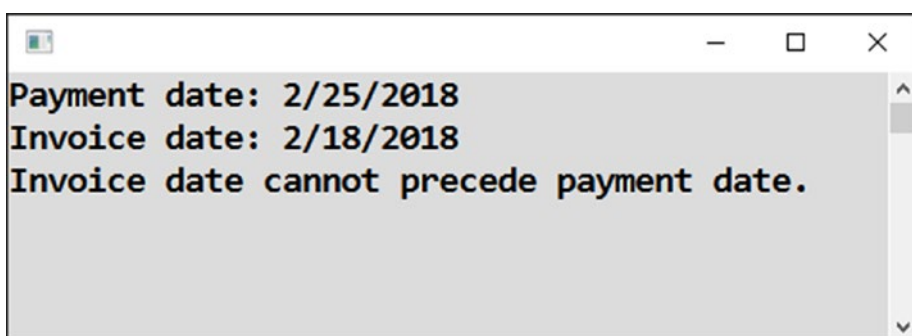 Payment date: 2/25/2018
Invoice date: 2/18/2018
Invoice date cannot precede payment date.